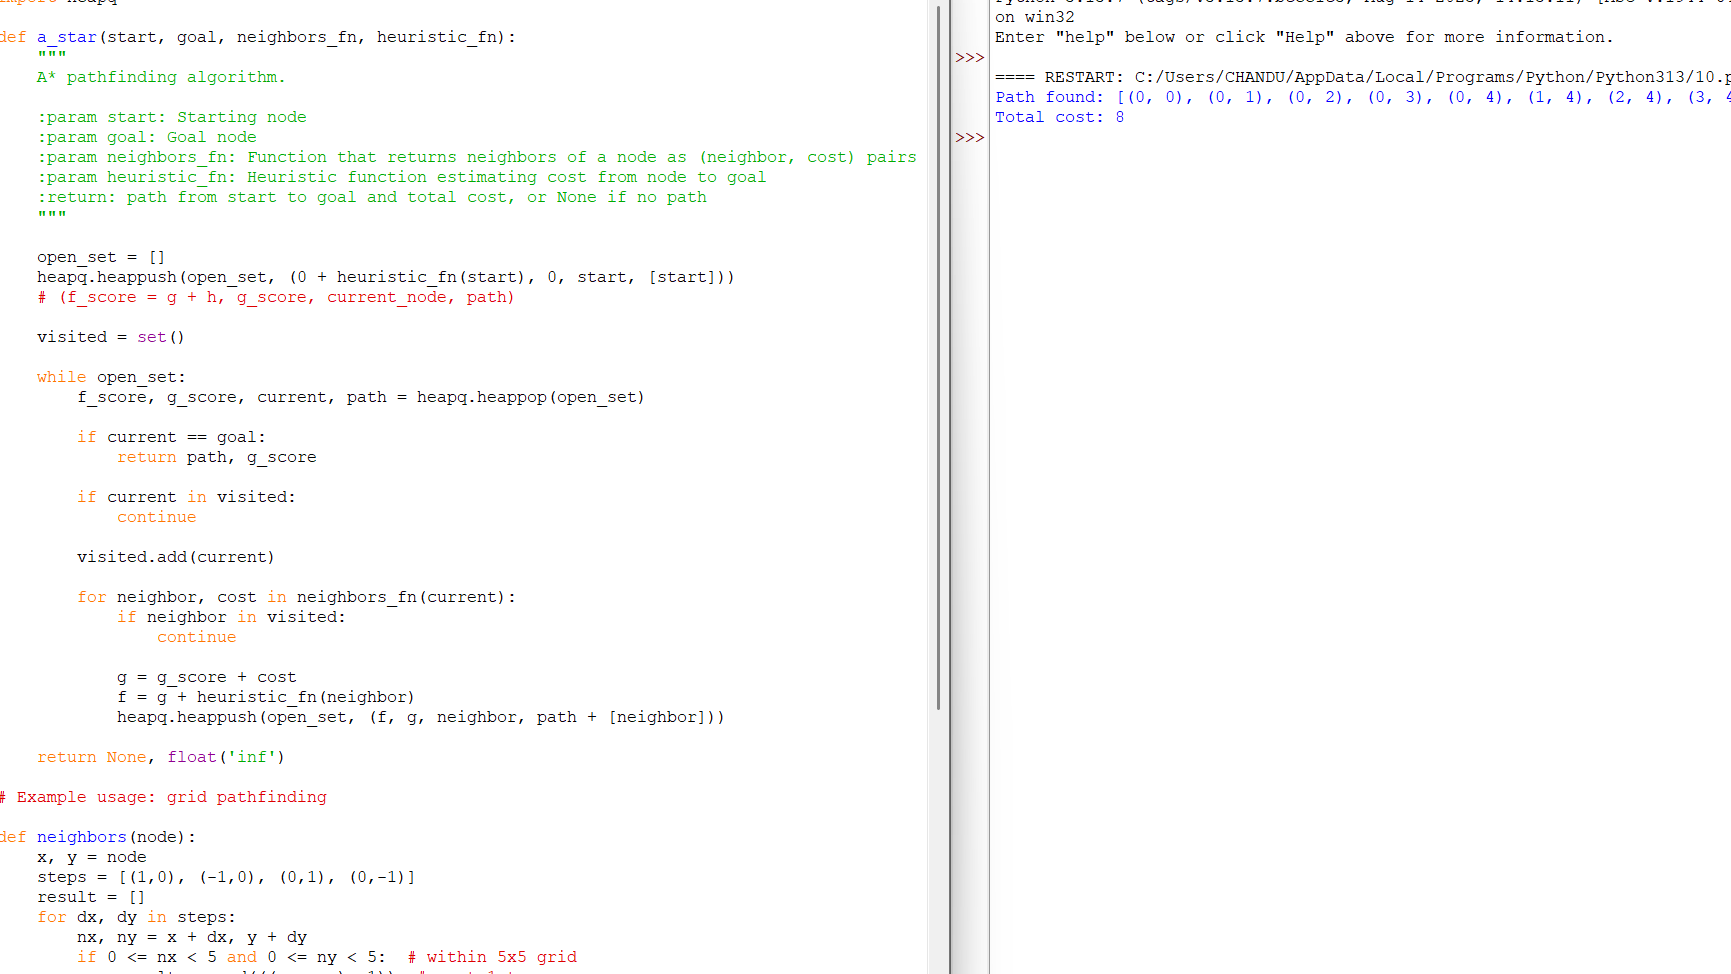 import heapq
def a_star(start, goal, neighbors_fn, heuristic_fn):
    """
    A* pathfinding algorithm.
    :param start: Starting node
    :param goal: Goal node
    :param neighbors_fn: Function that returns neighbors of a node as (neighbor, cost) pairs
    :param heuristic_fn: Heuristic function estimating cost from node to goal
    :return: path from start to goal and total cost, or None if no path
    """
    open_set = []
    heapq.heappush(open_set, (0 + heuristic_fn(start), 0, start, [start]))
    # (f_score = g + h, g_score, current_node, path)
    visited = set()
    while open_set:
        f_score, g_score, current, path = heapq.heappop(open_set)
        if current == goal:
            return path, g_score
        if current in visited:
            continue
        visited.add(current)
        for neighbor, cost in neighbors_fn(current):
            if neighbor in visited:
                continue
            g = g_score + cost
            f = g + heuristic_fn(neighbor)
            heapq.heappush(open_set, (f, g, neighbor, path + [neighbor]))
    return None, float('inf')
# Example usage: grid pathfinding
def neighbors(node):
    x, y = node
    steps = [(1,0), (-1,0), (0,1), (0,-1)]
    result = []
    for dx, dy in steps:
        nx, ny = x + dx, y + dy
        if 0 <= nx < 5 and 0 <= ny < 5:  # within 5x5 grid
on win32
Enter "help" below or click "Help" above for more information.
>>>
==== RESTART: C:/Users/CHANDU/AppData/Local/Programs/Python/Python313/10.p
Path found: [(0, 0), (0, 1), (0, 2), (0, 3), (0, 4), (1, 4), (2, 4), (3, 4
Total cost: 8
>>>